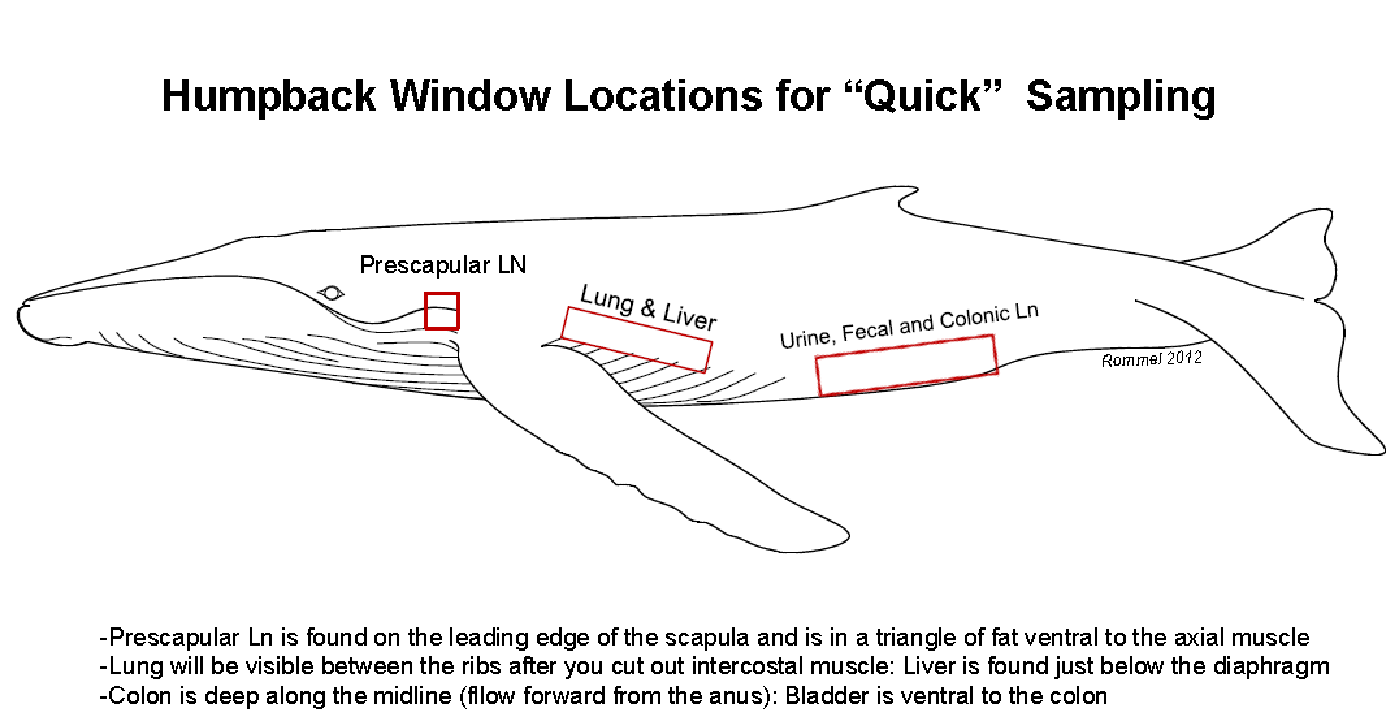 Humpback Window Locations for “Quick” Sampling
Prescapular LN
Lung & Liver
Urine, Fecal and Colonic Ln
Rommel 2012
-Prescapular Ln is found on the leading edge of the scapula and is in a triangle of fat ventral to the axial muscle
-Lung will be visible between the ribs after you cut out intercostal muscle: Liver is found just below the diaphragm
-Colon is deep along the midline (fllow forward from the anus): Bladder is ventral to the colon